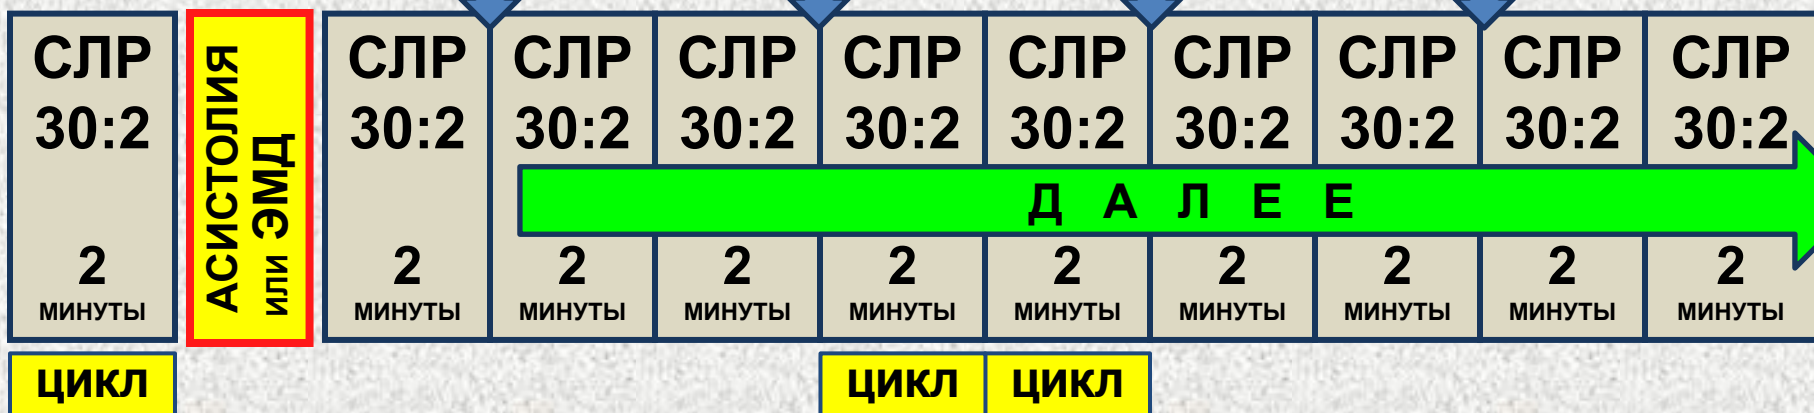 СЛР
30:2
2
МИНУТЫ
АСИСТОЛИЯ
или ЭМД
СЛР
30:2
2
МИНУТЫ
СЛР
30:2
2
МИНУТЫ
СЛР
30:2
2
МИНУТЫ
СЛР
30:2
2
МИНУТЫ
СЛР
30:2
2
МИНУТЫ
СЛР
30:2
2
МИНУТЫ
СЛР
30:2
2
МИНУТЫ
СЛР
30:2
2
МИНУТЫ
СЛР
30:2
2
МИНУТЫ
Д А Л Е Е
ЦИКЛ
ЦИКЛ
ЦИКЛ